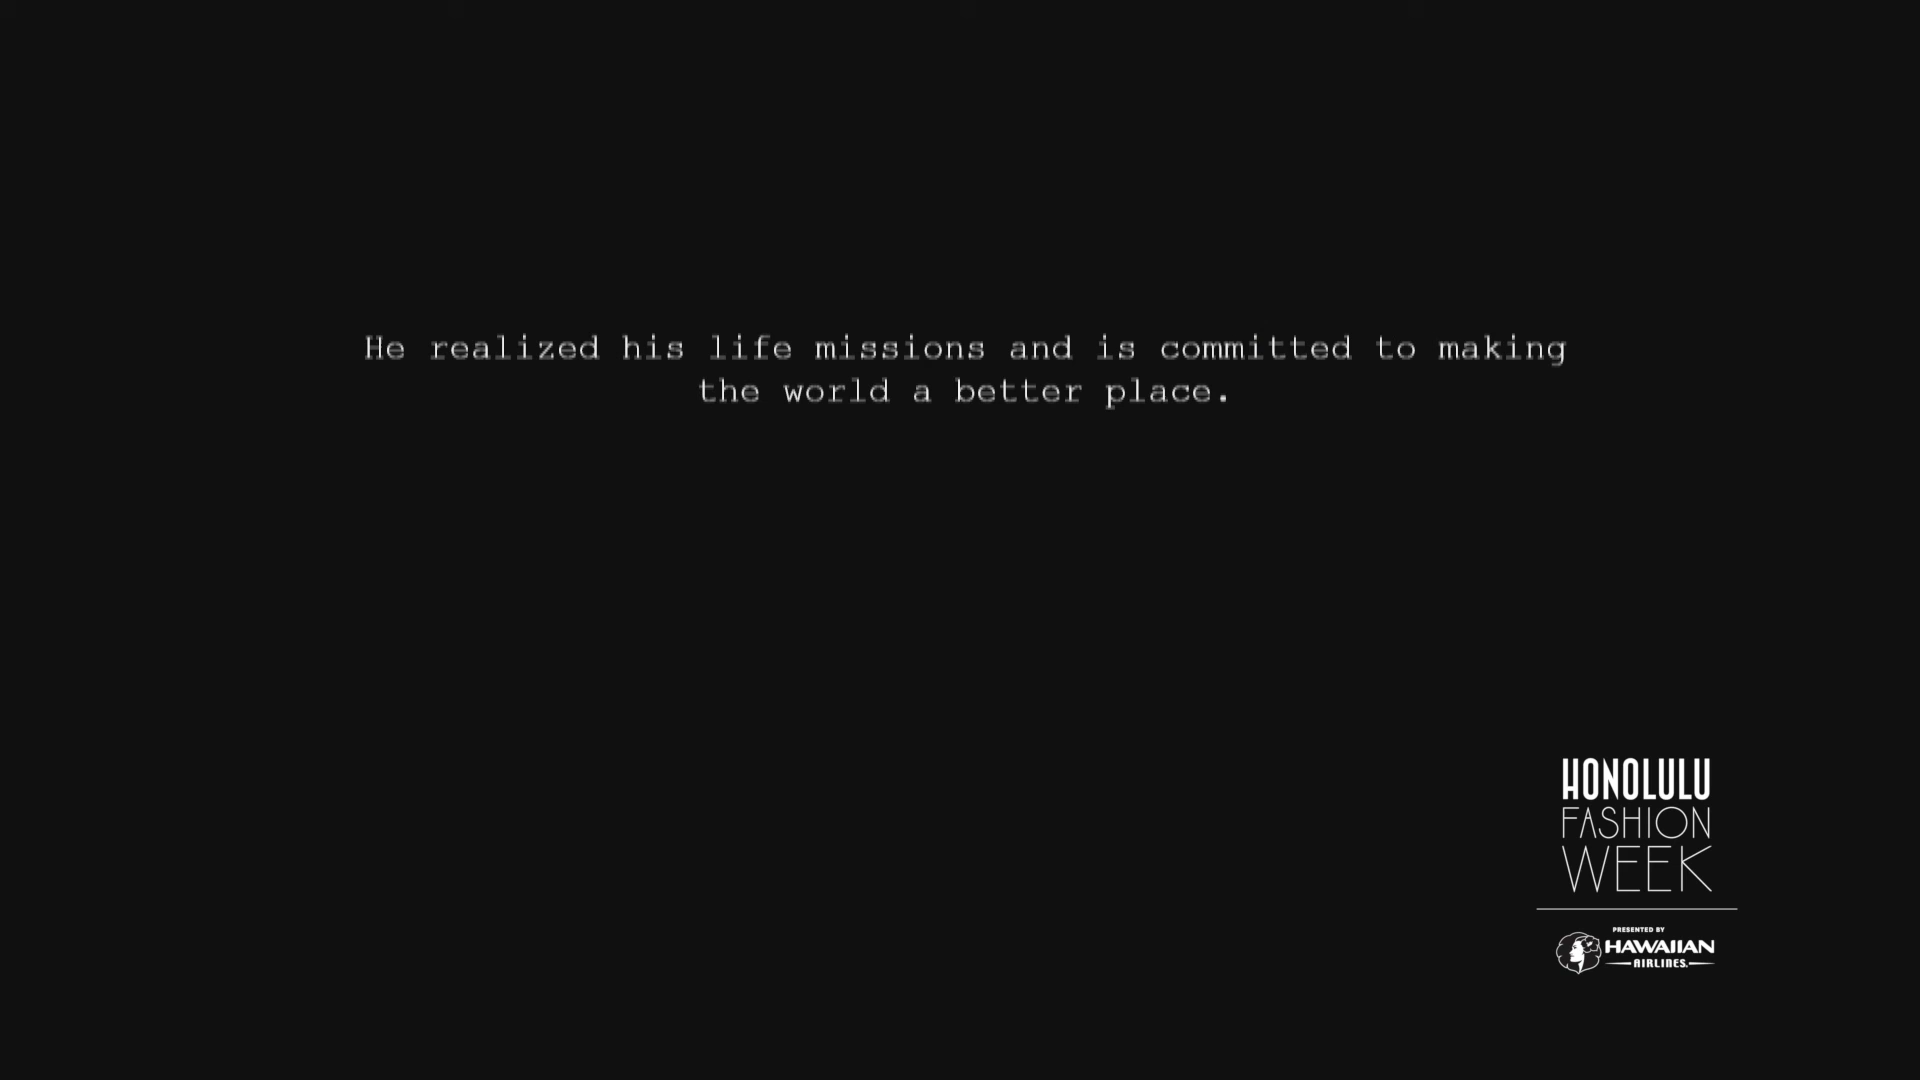 He realized his life missions and is committed to making
the world a better place.
HONOLULU
FASHION
WEEK
PRESENTED BY
HAWAIIAN
AIRLINES.